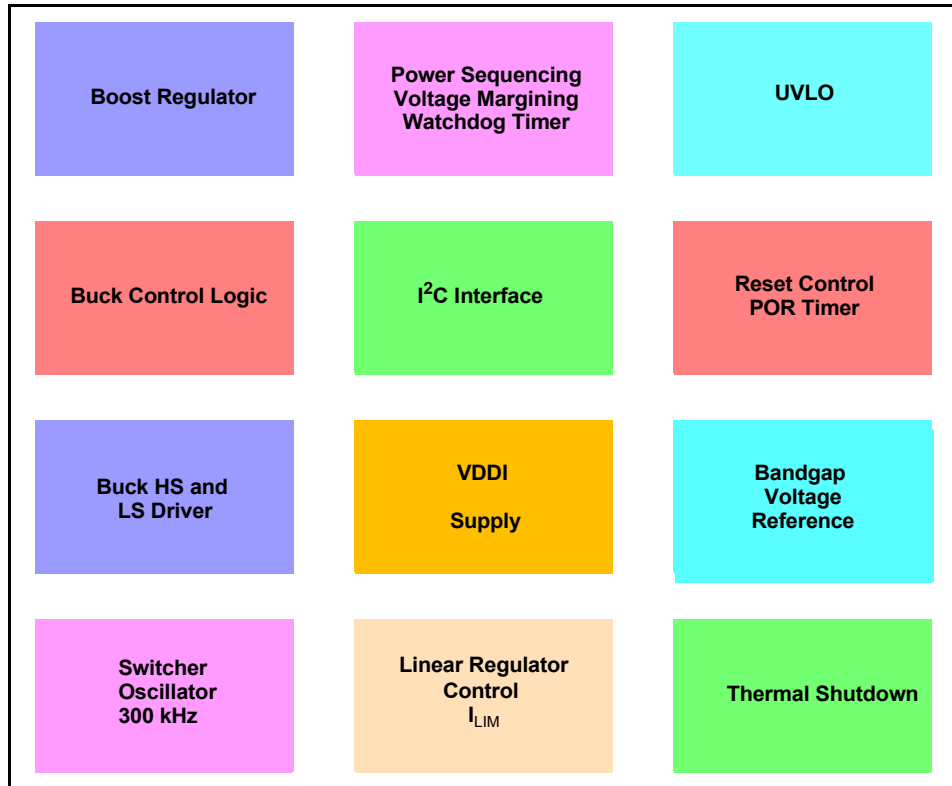 Boost Regulator
Power Sequencing
Voltage Margining
Watchdog Timer
UVLO
Buck Control Logic
I²C Interface
Reset Control
POR Timer
Buck HS and
LS Driver
VDDI
Supply
Bandgap
Voltage
Reference
Switcher
Oscillator
300 kHz
Linear Regulator
Control
I_LIM
Thermal Shutdown